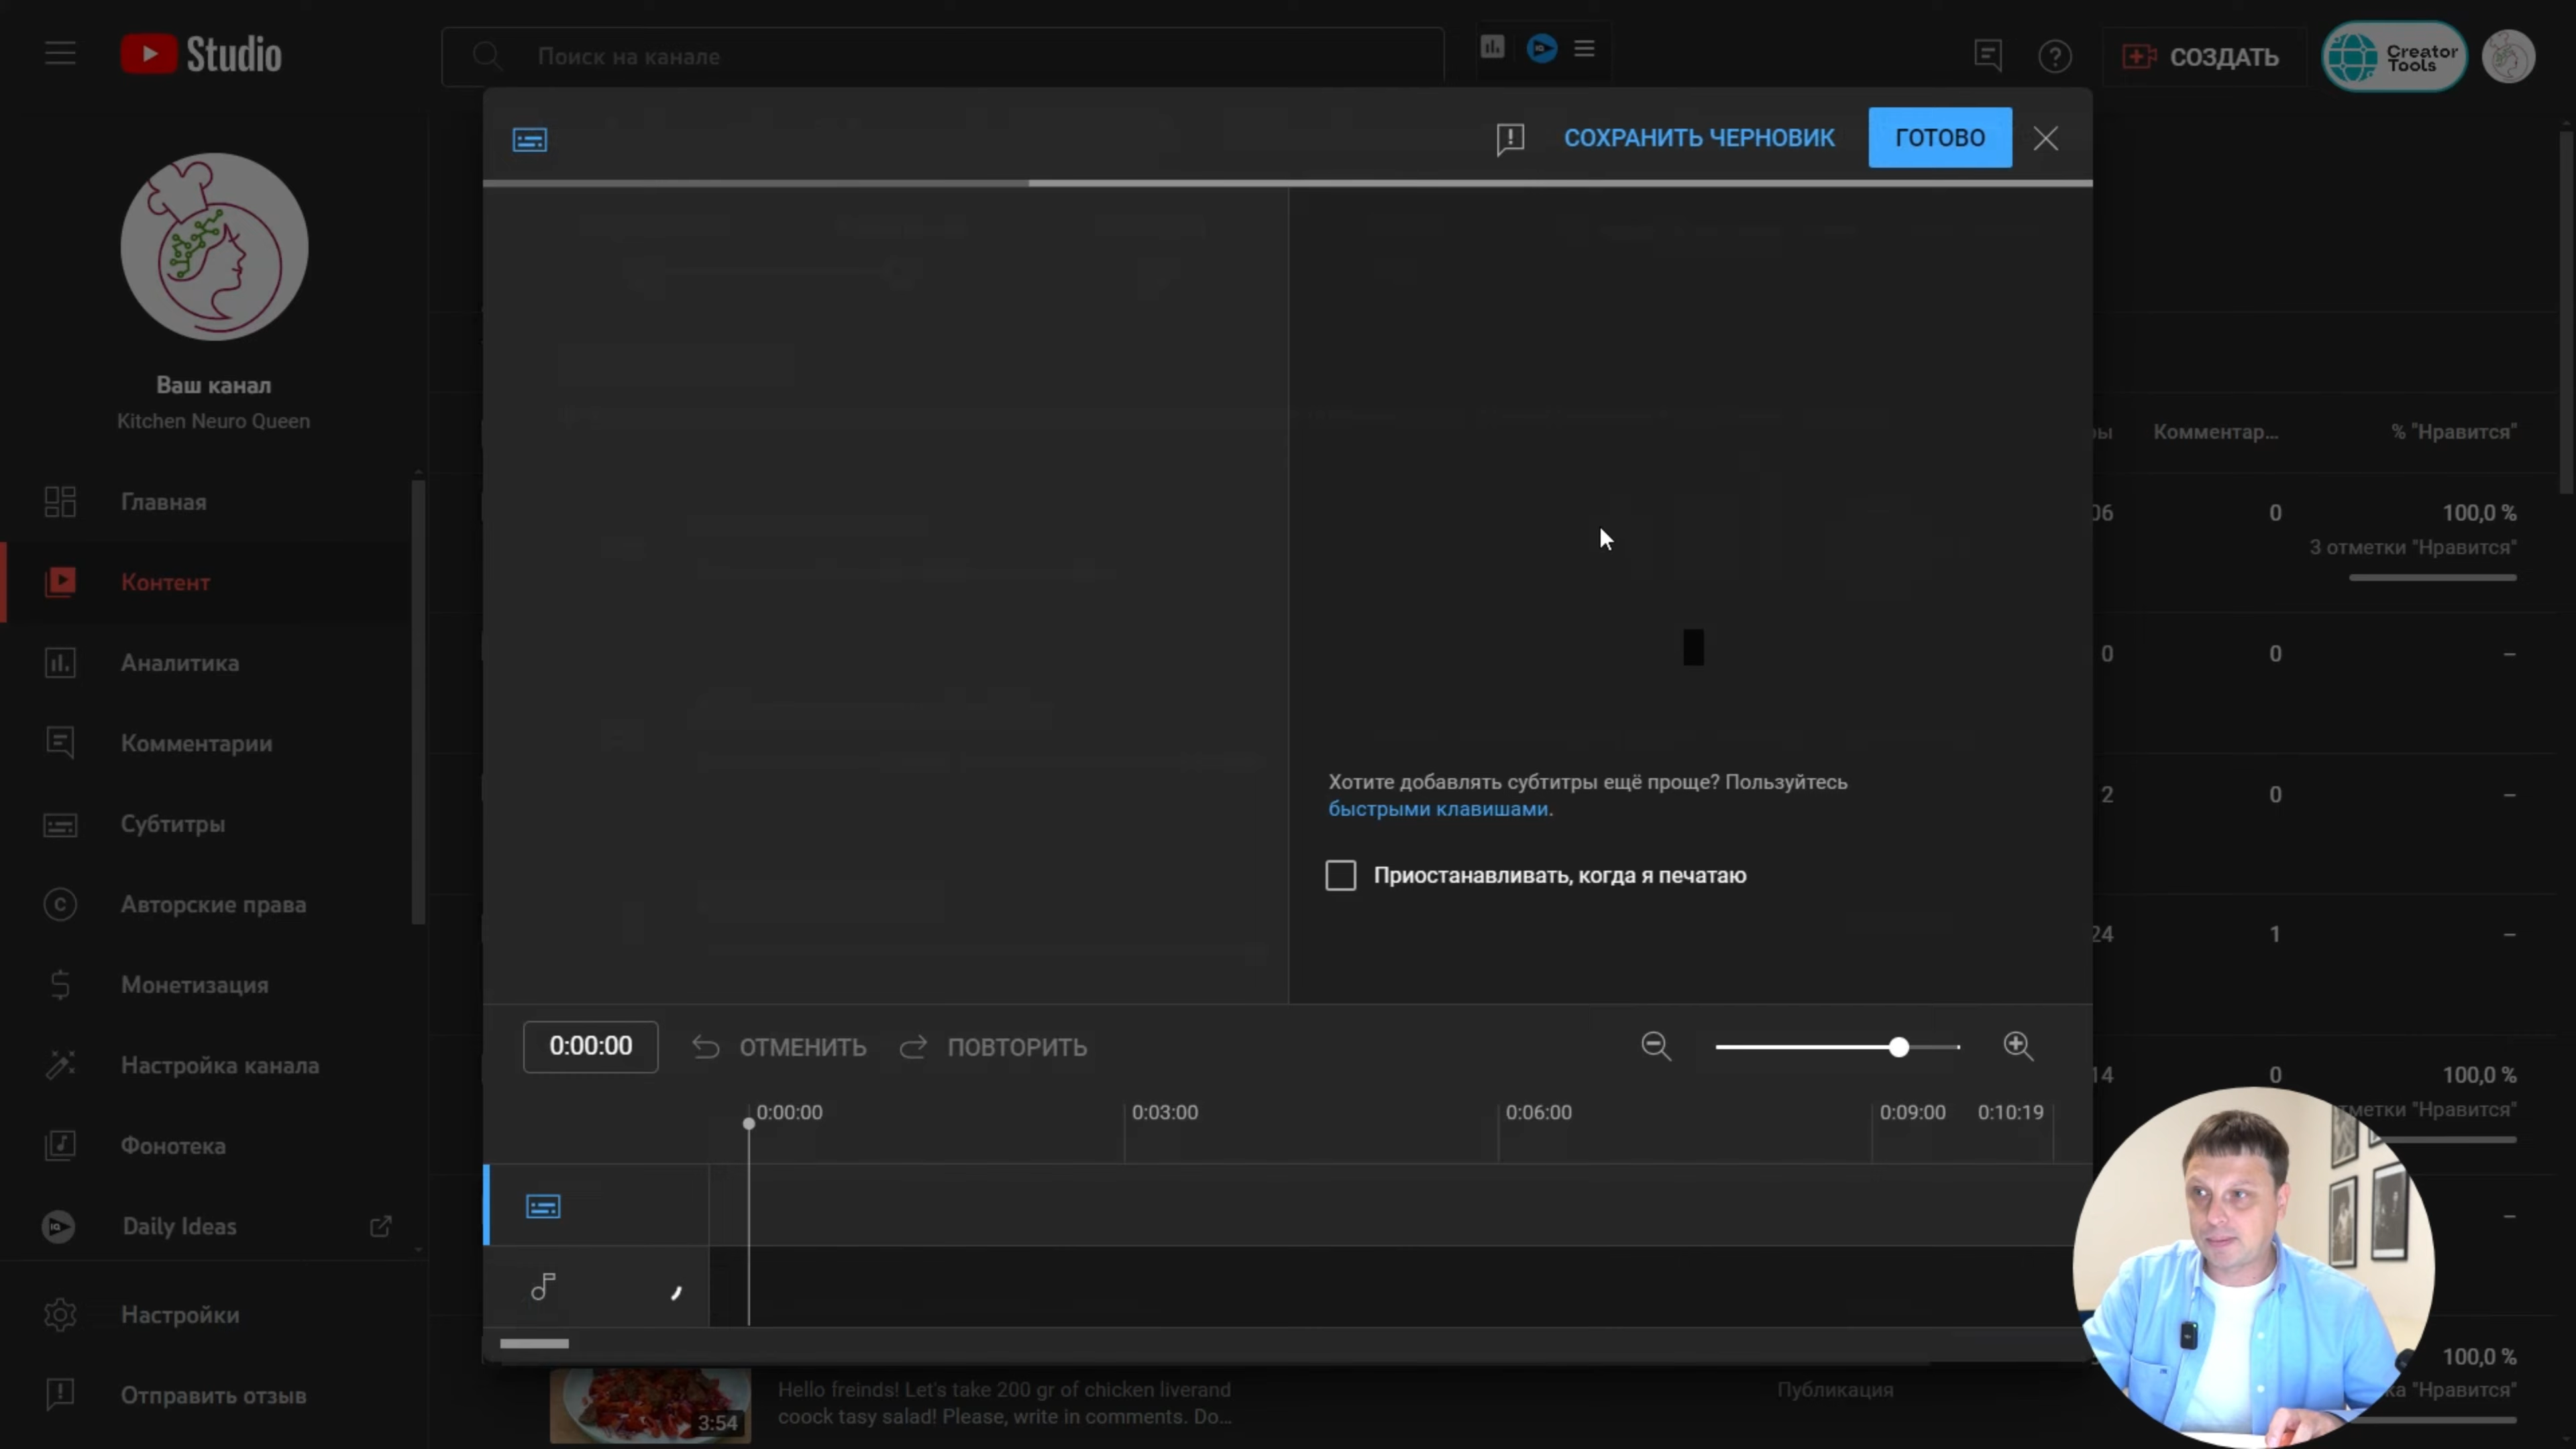 Studio
Поиск на канале
СОЗДАТЬ
Creator
Tools
СОХРАНИТЬ ЧЕРНОВИК
ГОТОВО
Ваш канал
Kitchen Neuro Queen
Главная
Контент
Аналитика
Комментарии
Субтитры
Авторские права
Монетизация
Настройка канала
Фонотека
Daily Ideas
Настройки
Отправить отзыв
Хотите добавлять субтитры ещё проще? Пользуйтесь
быстрыми клавишами.
Приостанавливать, когда я печатаю
0:00:00
ОТМЕНИТЬ
ПОВТОРИТЬ
0:00:00
0:03:00
0:06:00
0:09:00
0:10:19
3:54
Hello freinds! Let's take 200 gr of chicken liverand
coock tasy salad! Please, write in comments. Do...
Публикация
Комментар...
% "Нравится"
06
0
100,0 %
3 отметки "Нравится"
0
0
–
2
0
–
24
1
–
14
0
100,0 %
"Нравится"
–
100,0 %
"Нравится"